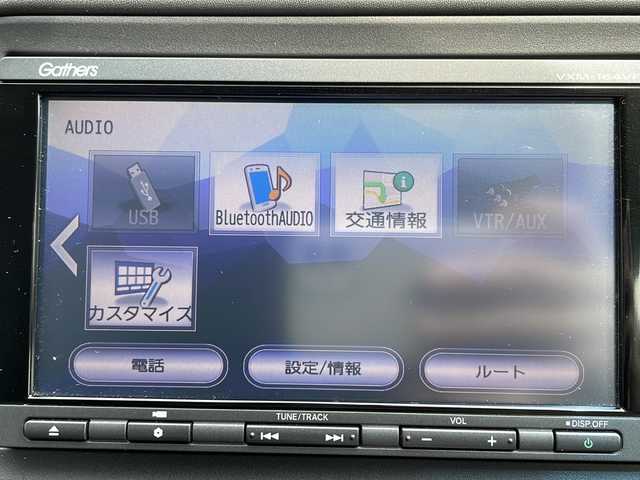 Gathers
VXM-164VF
AUDIO
USB
BluetoothAUDIO
交通情報
VTR/AUX
カスタマイズ
電話
設定/情報
ルート
TUNE/TRACK
VOL
DISP.OFF